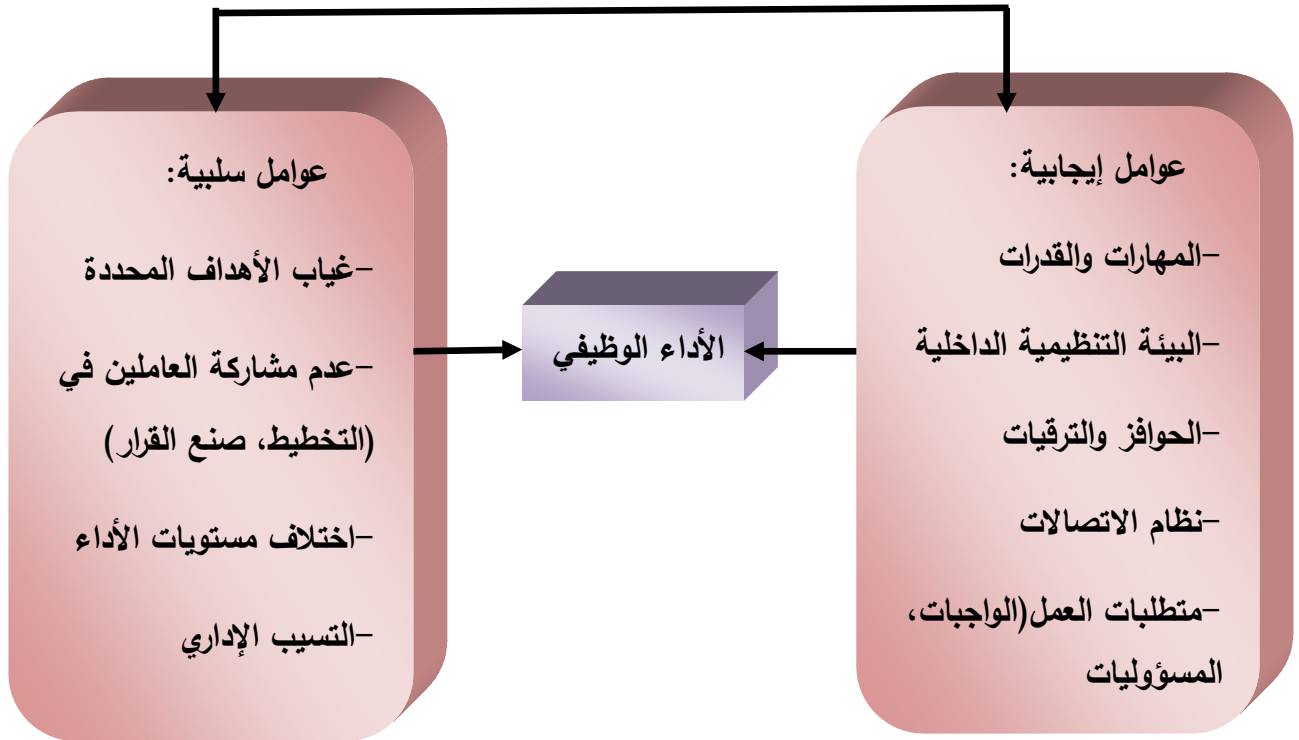 عوامل إيجابية:
-المهارات والقدرات
-البيئة التنظيمية الداخلية
-الحوافز والترقيات
-نظام الاتصالات
-متطلبات العمل(الواجبات،
المسؤوليات
الأداء الوظيفي
عوامل سلبية:
-غياب الأهداف المحددة
-عدم مشاركة العاملين في
(التخطيط، صنع القرار)
-اختلاف مستويات الأداء
-التسيب الإداري